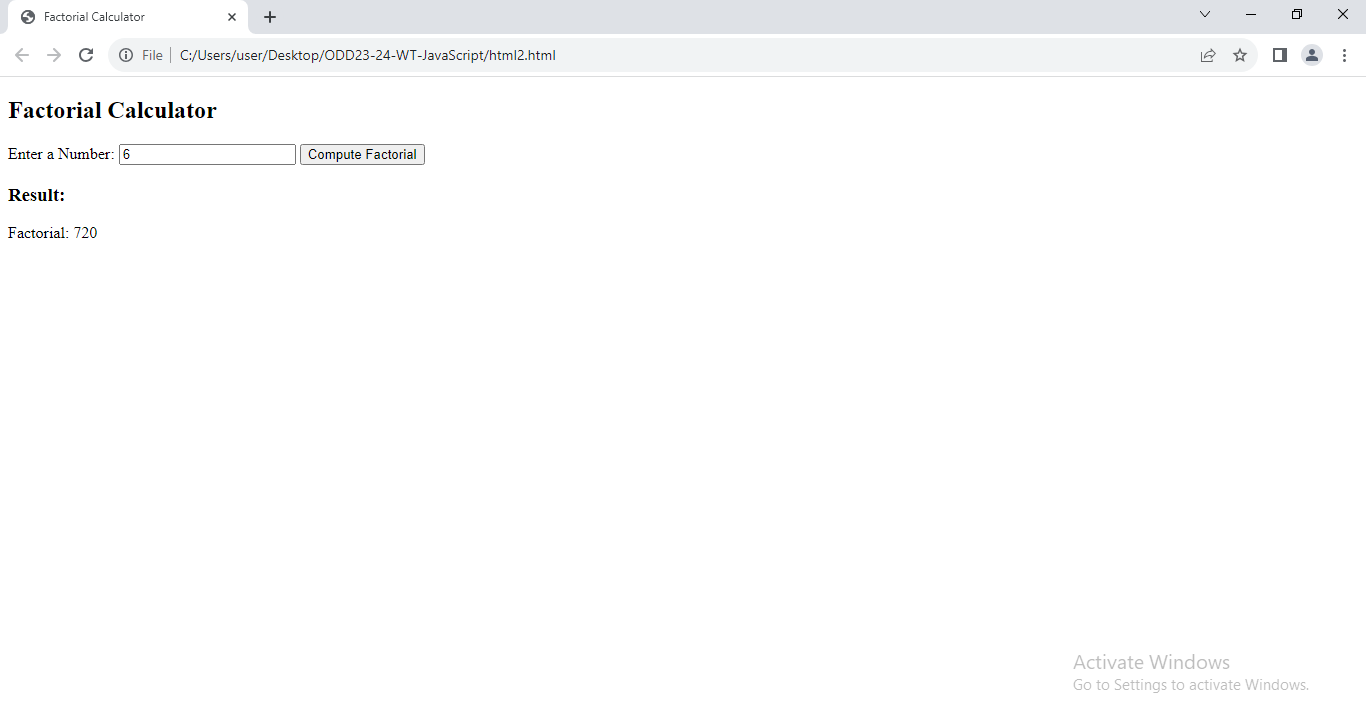 Factorial Calculator
File C:/Users/user/Desktop/ODD23-24-WT-JavaScript/html2.html
Factorial Calculator
Enter a Number: 6 Compute Factorial
Result:
Factorial: 720
Activate Windows
Go to Settings to activate Windows.